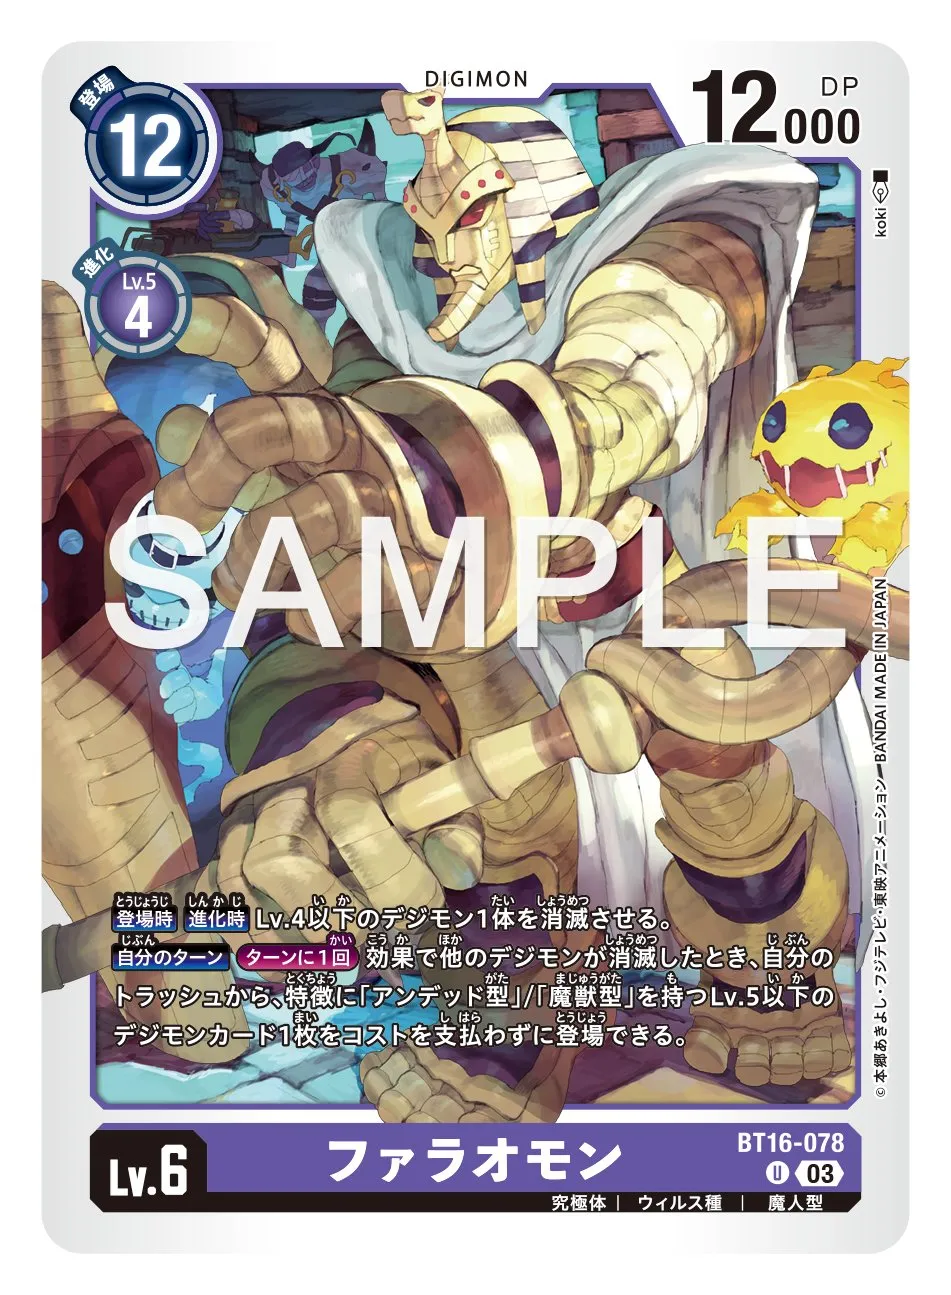 DIGIMON
登場
12
DP
12000
進化
Lv.5
4
koki
SAMPLE
登場時 進化時 Lv.4以下のデジモン1体を消滅させる。
自分のターン ターンに1回 効果で他のデジモンが消滅したとき、自分の
トラッシュから、特徴に「アンデッド型」/「魔獣型」を持つLv.5以下の
デジモンカード1枚をコストを支払わずに登場できる。
©本郷あきよし・フジテレビ・東映アニメーション BANDAI MADE IN JAPAN
Lv.6
ファラオモン
BT16-078
U 03
究極体 | ウィルス種 | 魔人型